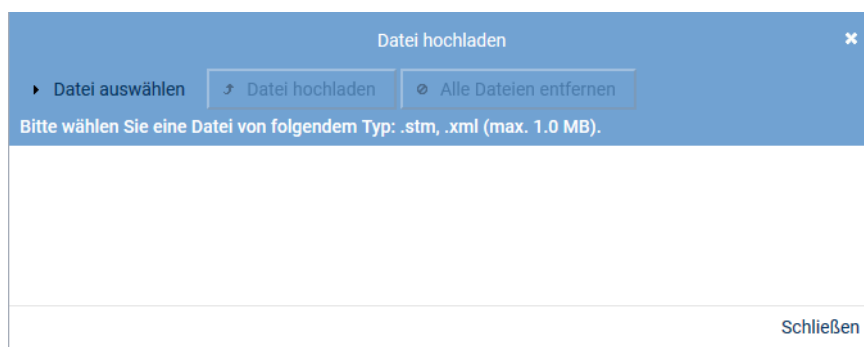 Datei hochladen
Datei auswählen Datei hochladen Alle Dateien entfernen
Bitte wählen Sie eine Datei von folgendem Typ: .stm, .xml (max. 1.0 MB).
Schließen